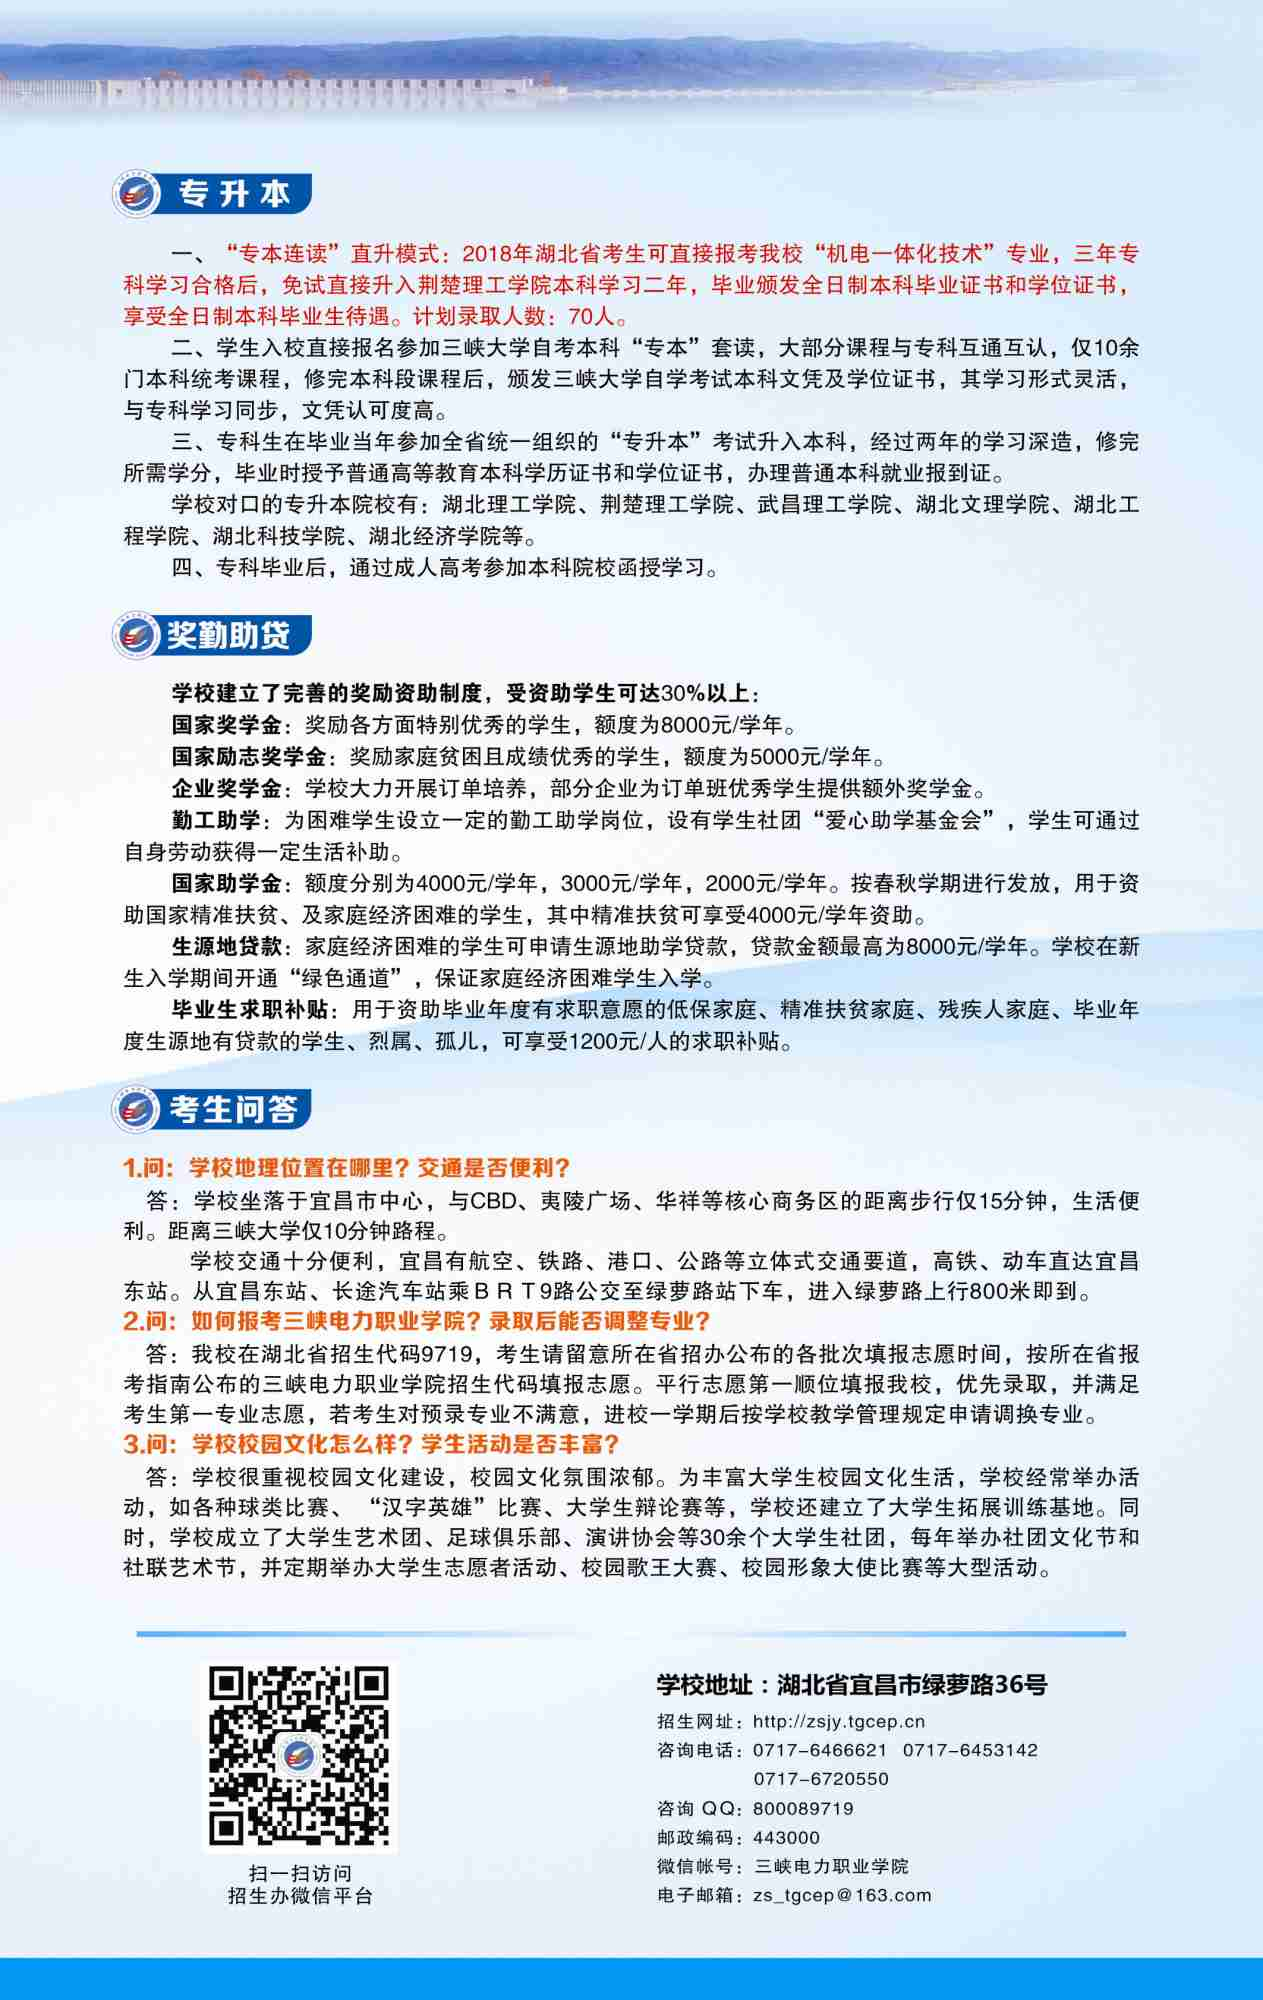 专升本
一、“专本连读”直升模式：2018年湖北省考生可直接报考我校“机电一体化技术”专业，三年专
科学习合格后，免试直接升入荆楚理工学院本科学习二年，毕业颁发全日制本科毕业证书和学位证书，
享受全日制本科毕业生待遇。计划录取人数：70人。
二、学生入校直接报名参加三峡大学自考本科“专本”套读，大部分课程与专科互通互认，仅10余
门本科统考课程，修完本科段课程后，颁发三峡大学自学考试本科文凭及学位证书，其学习形式灵活，
与专科学习同步，文凭认可度高。
三、专科生在毕业当年参加全省统一组织的“专升本”考试升入本科，经过两年的学习深造，修完
所需学分，毕业时授予普通高等教育本科学历证书和学位证书，办理普通本科就业报到证。
学校对口的专升本院校有：湖北理工学院、荆楚理工学院、武昌理工学院、湖北文理学院、湖北工
程学院、湖北科技学院、湖北经济学院等。
四、专科毕业后，通过成人高考参加本科院校函授学习。
奖勤助贷
学校建立了完善的奖励资助制度，受资助学生可达30%以上：
国家奖学金：奖励各方面特别优秀的学生，额度为8000元/学年。
国家励志奖学金：奖励家庭贫困且成绩优秀的学生，额度为5000元/学年。
企业奖学金：学校大力开展订单培养，部分企业为订单班优秀学生提供额外奖学金。
勤工助学：为困难学生设立一定的勤工助学岗位，设有学生社团“爱心助学基金会”，学生可通过
自身劳动获得一定生活补助。
国家助学金：额度分别为4000元/学年，3000元/学年，2000元/学年。按春秋学期进行发放，用于资
助国家精准扶贫、及家庭经济困难的学生，其中精准扶贫可享受4000元/学年资助。
生源地贷款：家庭经济困难的学生可申请生源地助学贷款，贷款金额最高为8000元/学年。学校在新
生入学期间开通“绿色通道”，保证家庭经济困难学生入学。
毕业生求职补贴：用于资助毕业年度有求职意愿的低保家庭、精准扶贫家庭、残疾人家庭、毕业年
度生源地有贷款的学生、烈属、孤儿，可享受1200元/人的求职补贴。
考生问答
1.问：学校地理位置在哪里？交通是否便利？
答：学校坐落于宜昌市中心，与CBD、夷陵广场、华祥等核心商务区的距离步行仅15分钟，生活便
利。距离三峡大学仅10分钟路程。
学校交通十分便利，宜昌有航空、铁路、港口、公路等立体式交通要道，高铁、动车直达宜昌
东站。从宜昌东站、长途汽车站乘ＢＲＴ9路公交至绿萝路站下车，进入绿萝路上行800米即到。
2.问：如何报考三峡电力职业学院？录取后能否调整专业？
答：我校在湖北省招生代码9719，考生请留意所在省招办公布的各批次填报志愿时间，按所在省报
考指南公布的三峡电力职业学院招生代码填报志愿。平行志愿第一顺位填报我校，优先录取，并满足
考生第一专业志愿，若考生对预录专业不满意，进校一学期后按学校教学管理规定申请调换专业。
3.问：学校校园文化怎么样？学生活动是否丰富？
答：学校很重视校园文化建设，校园文化氛围浓郁。为丰富大学生校园文化生活，学校经常举办活
动，如各种球类比赛、“汉字英雄”比赛、大学生辩论赛等，学校还建立了大学生拓展训练基地。同
时，学校成立了大学生艺术团、足球俱乐部、演讲协会等30余个大学生社团，每年举办社团文化节和
社联艺术节，并定期举办大学生志愿者活动、校园歌王大赛、校园形象大使比赛等大型活动。
扫一扫访问
招生办微信平台
学校地址：湖北省宜昌市绿萝路36号
招生网址：http://zsjy.tgcep.cn
咨询电话：0717-6466621 0717-6453142
0717-6720550
咨询 QQ：800089719
邮政编码：443000
微信帐号：三峡电力职业学院
电子邮箱：zs_tgcep@163.com